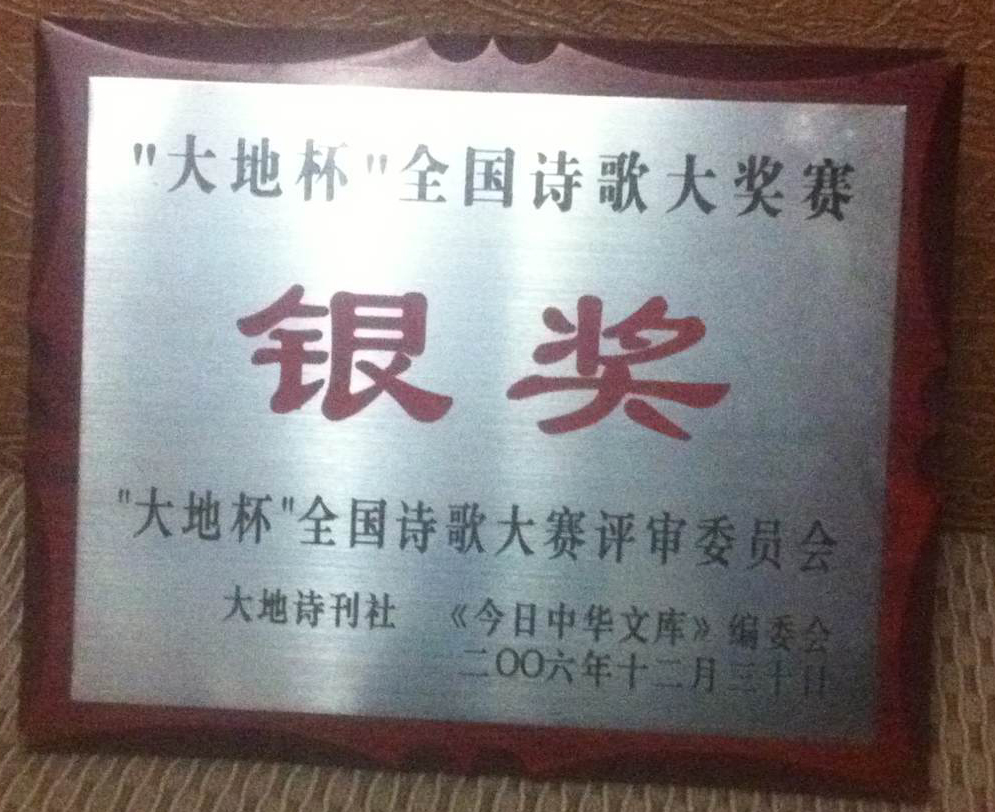 "大地杯"全国诗歌大奖赛
银奖
"大地杯"全国诗歌大赛评审委员会
大地诗刊社 《今日中华文库》编委会
二OO六年十二月三十日